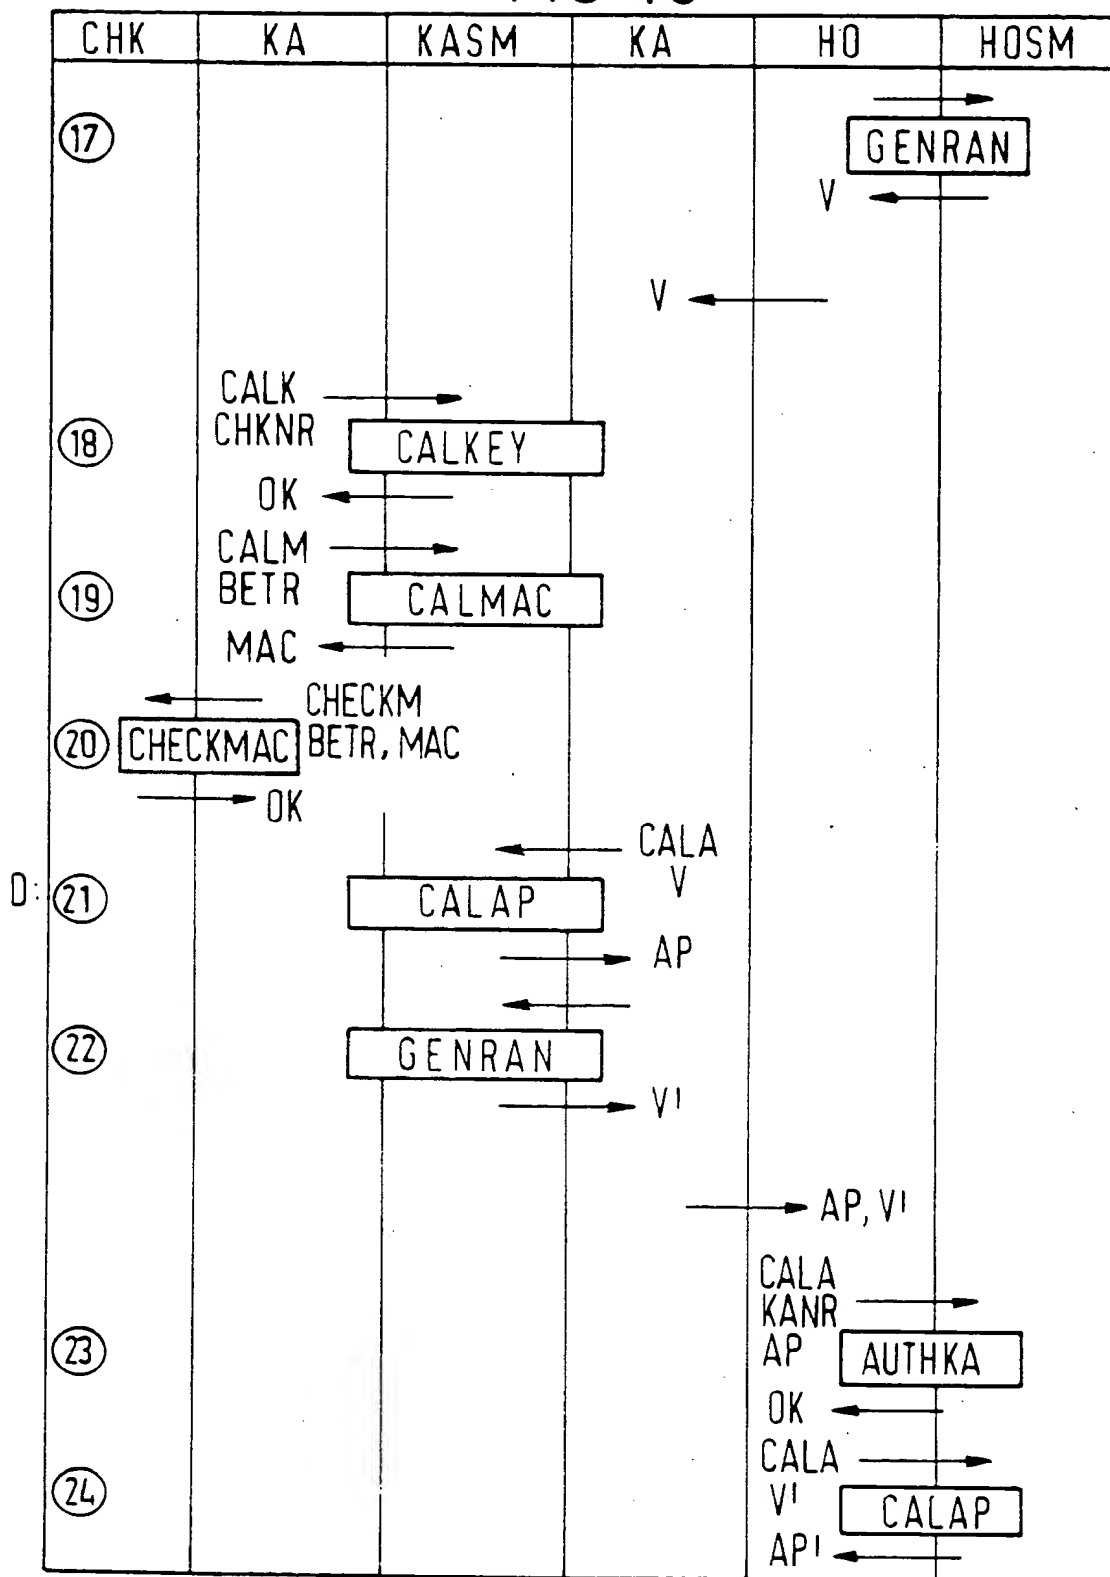 CHK KA KASM KA HO HOSM
17
GENRAN
V
V
CALK
CHKNR
18 CALKEY
OK
CALM
BETR
19 CALMAC
MAC
CHECKM
20 CHECKMAC BETR, MAC
OK
CALA
V
D: 21 CALAP
AP
22 GENRAN
V'
AP, V'
CALA
KANR
AP
23 AUTHKA
OK
CALA
V'
24 CALAP
AP'